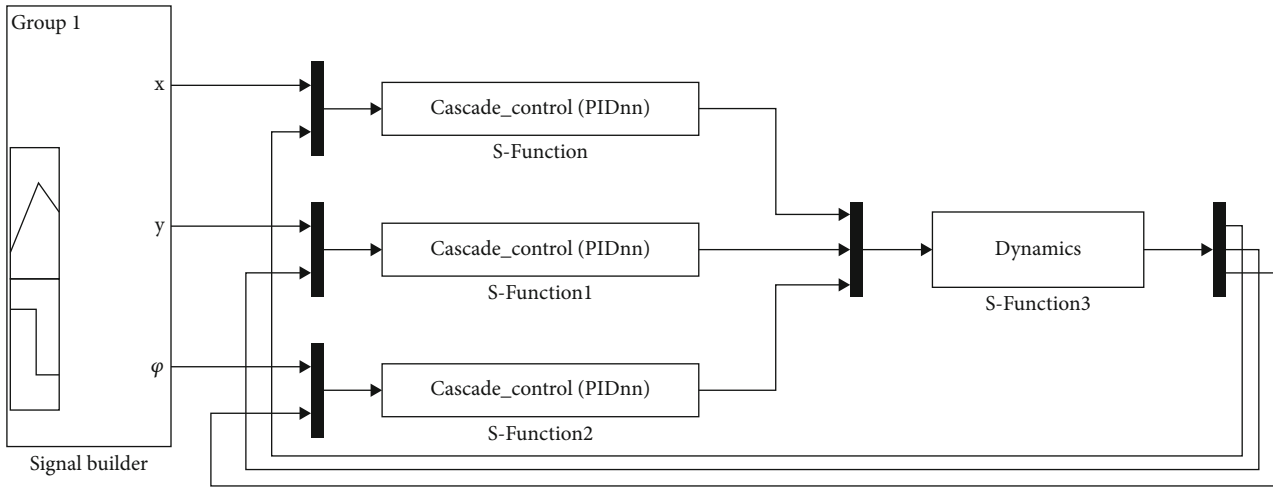 Group 1
x
y
φ
Signal builder
Cascade_control (PIDnn)
S-Function
Cascade_control (PIDnn)
S-Function1
Cascade_control (PIDnn)
S-Function2
Dynamics
S-Function3